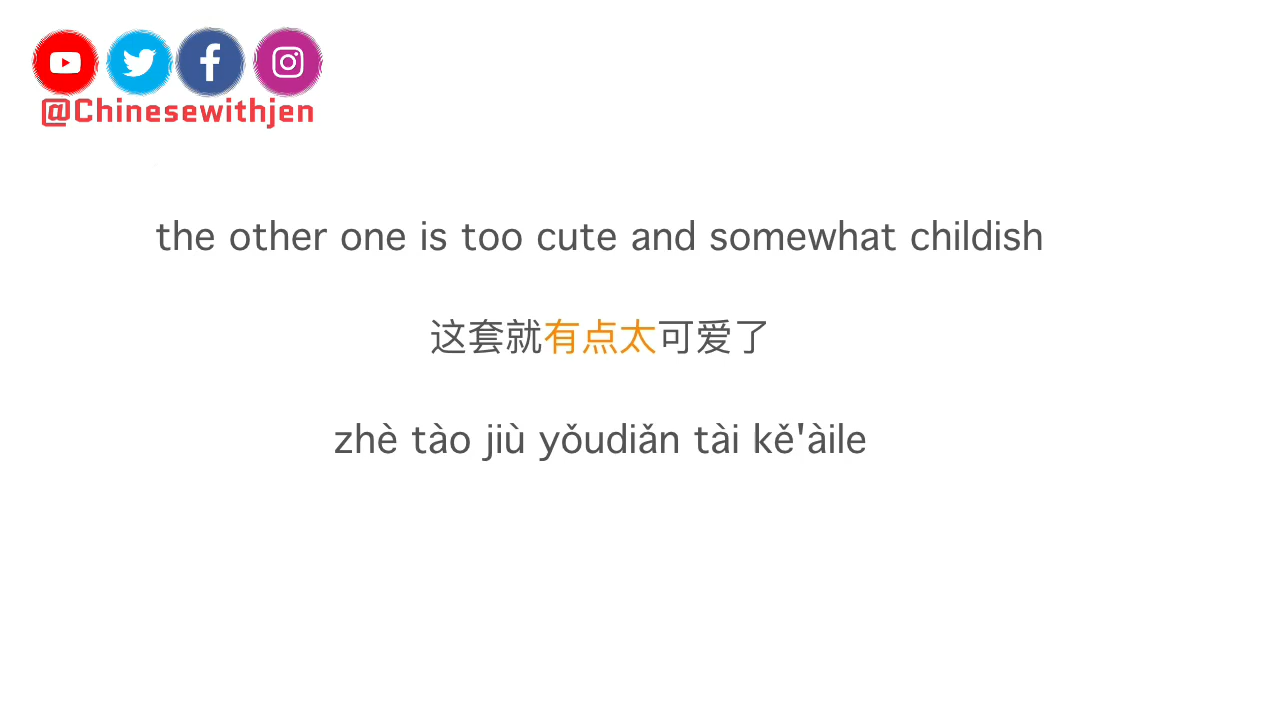 @Chinesewithjen
the other one is too cute and somewhat childish
这套就有点太可爱了
zhè tào jiù yǒudiǎn tài kě'àile